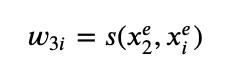 w_{3i} = s(x_2^e, x_i^e)